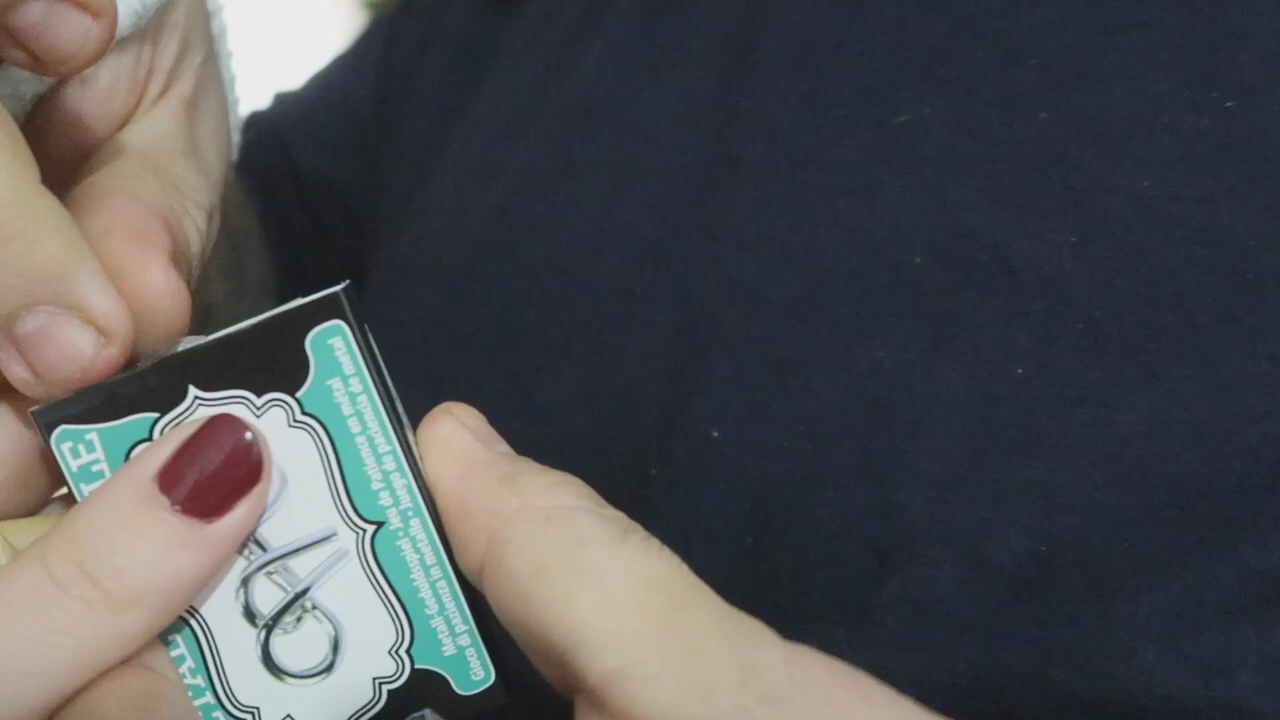 Metall-Geduldsspiel • Jeu de Patience en métal
Gioco di pazienza in metallo • Juego de paciencia de metal